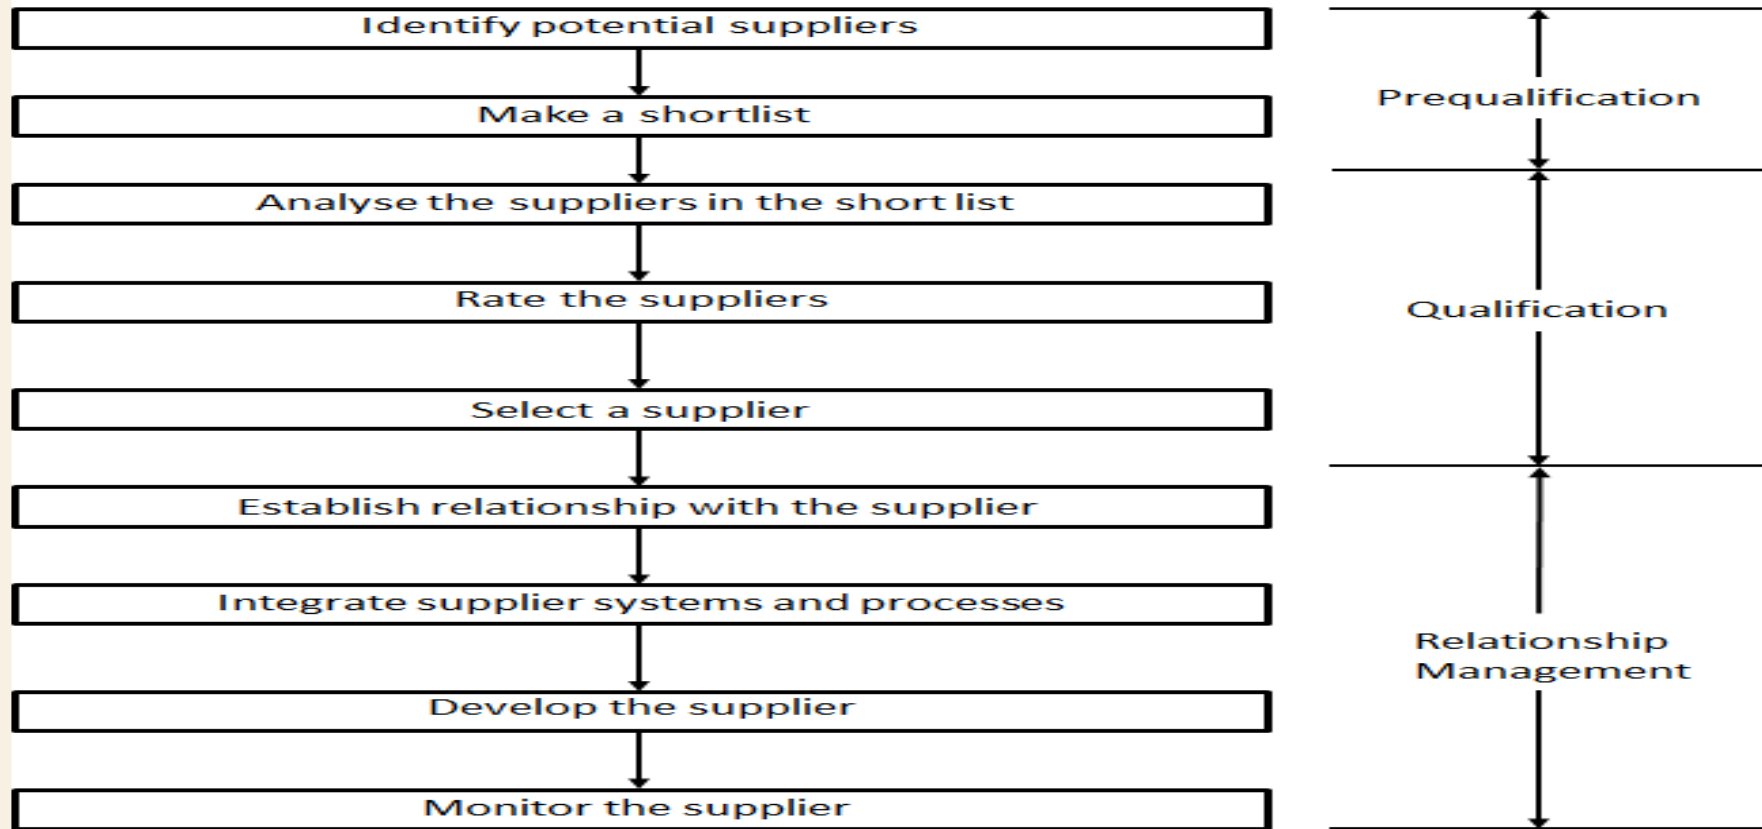 Identify potential suppliers
Make a shortlist
Analyse the suppliers in the short list
Rate the suppliers
Select a supplier
Establish relationship with the supplier
Integrate supplier systems and processes
Develop the supplier
Monitor the supplier
Prequalification
Qualification
Relationship
Management